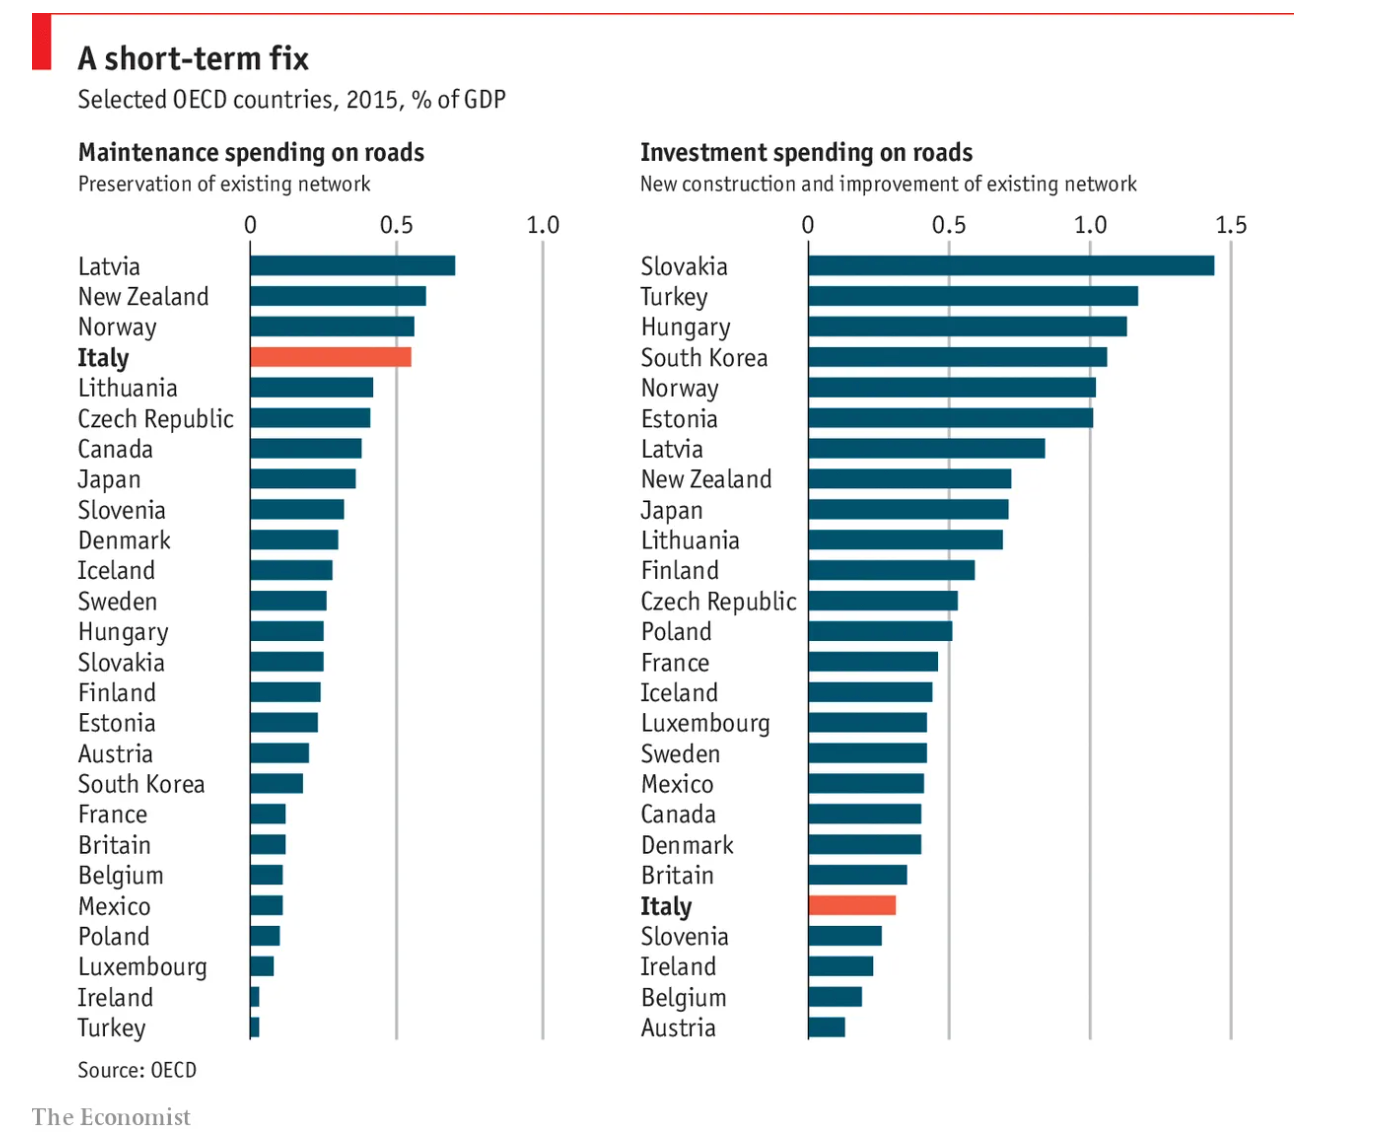 A short-term fix
Selected OECD countries, 2015, % of GDP
Maintenance spending on roads
Preservation of existing network
0 0.5 1.0
Latvia
New Zealand
Norway
Italy
Lithuania
Czech Republic
Canada
Japan
Slovenia
Denmark
Iceland
Sweden
Hungary
Slovakia
Finland
Estonia
Austria
South Korea
France
Britain
Belgium
Mexico
Poland
Luxembourg
Ireland
Turkey
Investment spending on roads
New construction and improvement of existing network
0 0.5 1.0 1.5
Slovakia
Turkey
Hungary
South Korea
Norway
Estonia
Latvia
New Zealand
Japan
Lithuania
Finland
Czech Republic
Poland
France
Iceland
Luxembourg
Sweden
Mexico
Canada
Denmark
Britain
Italy
Slovenia
Ireland
Belgium
Austria
Source: OECD
The Economist